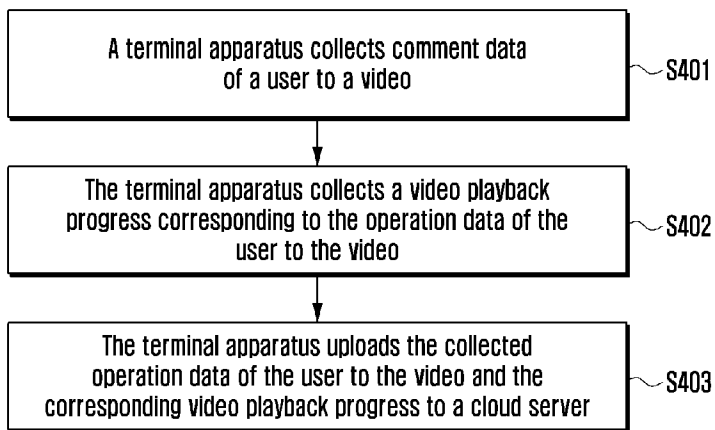 A terminal apparatus collects comment data
of a user to a video
S401
The terminal apparatus collects a video playback
progress corresponding to the operation data of the
user to the video
S402
The terminal apparatus uploads the collected
operation data of the user to the video and the
corresponding video playback progress to a cloud server
S403